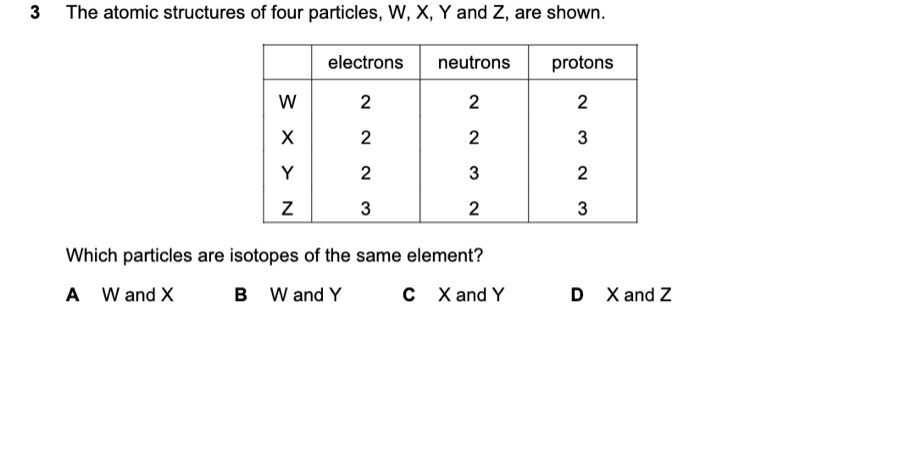 3 The atomic structures of four particles, W, X, Y and Z, are shown.
electrons neutrons protons
W 2 2 2
X 2 2 3
Y 2 3 2
Z 3 2 3
Which particles are isotopes of the same element?
A W and X B W and Y C X and Y D X and Z